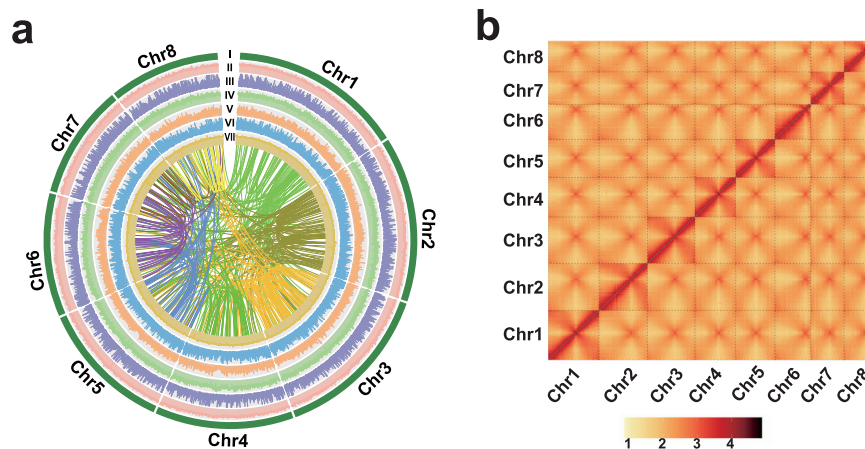 a
Chr8
I
II
III
IV
V
VI
VII
Chr1
Chr7
Chr2
Chr6
Chr5
Chr3
Chr4
b
Chr8
Chr7
Chr6
Chr5
Chr4
Chr3
Chr2
Chr1
Chr1 Chr2 Chr3 Chr4 Chr5 Chr6 Chr7 Chr8
1 2 3 4